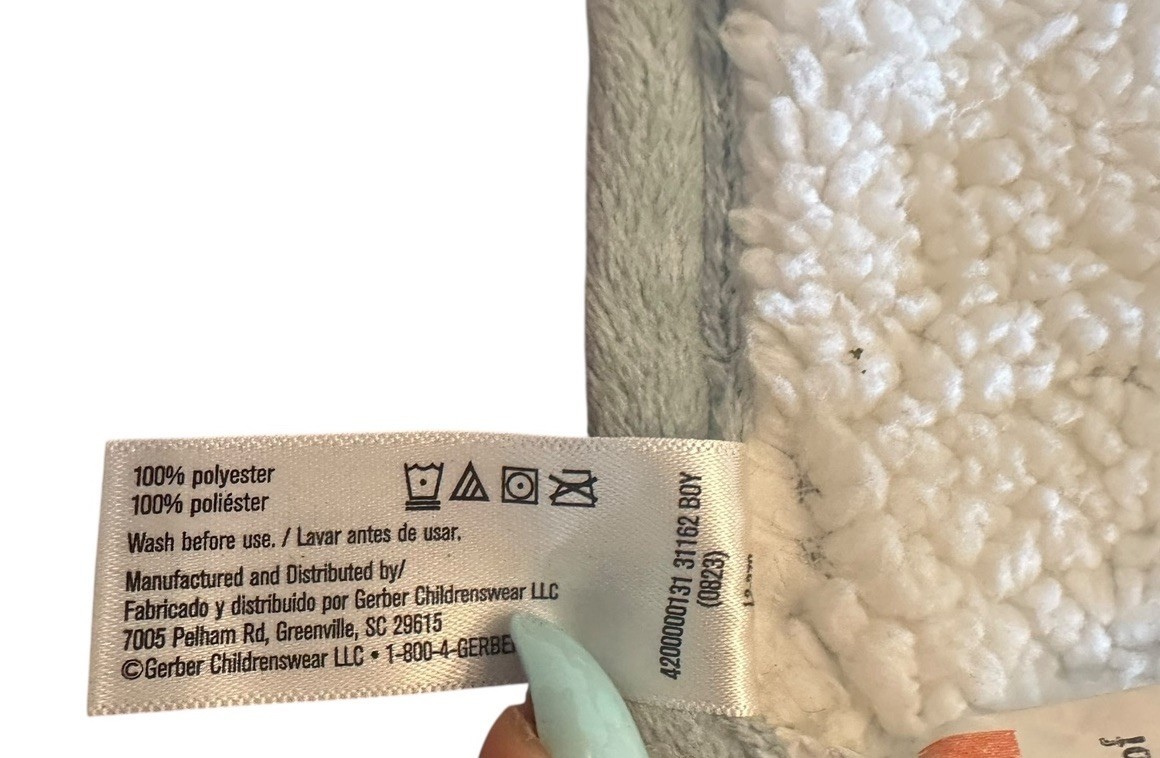 100% polyester
100% poliéster
Wash before use. / Lavar antes de usar.
Manufactured and Distributed by/
Fabricado y distribuido por Gerber Childrenswear LLC
7005 Pelham Rd, Greenville, SC 29615
©Gerber Childrenswear LLC • 1-800-4-GERBE
4200000131 31162 BOY
(0823)